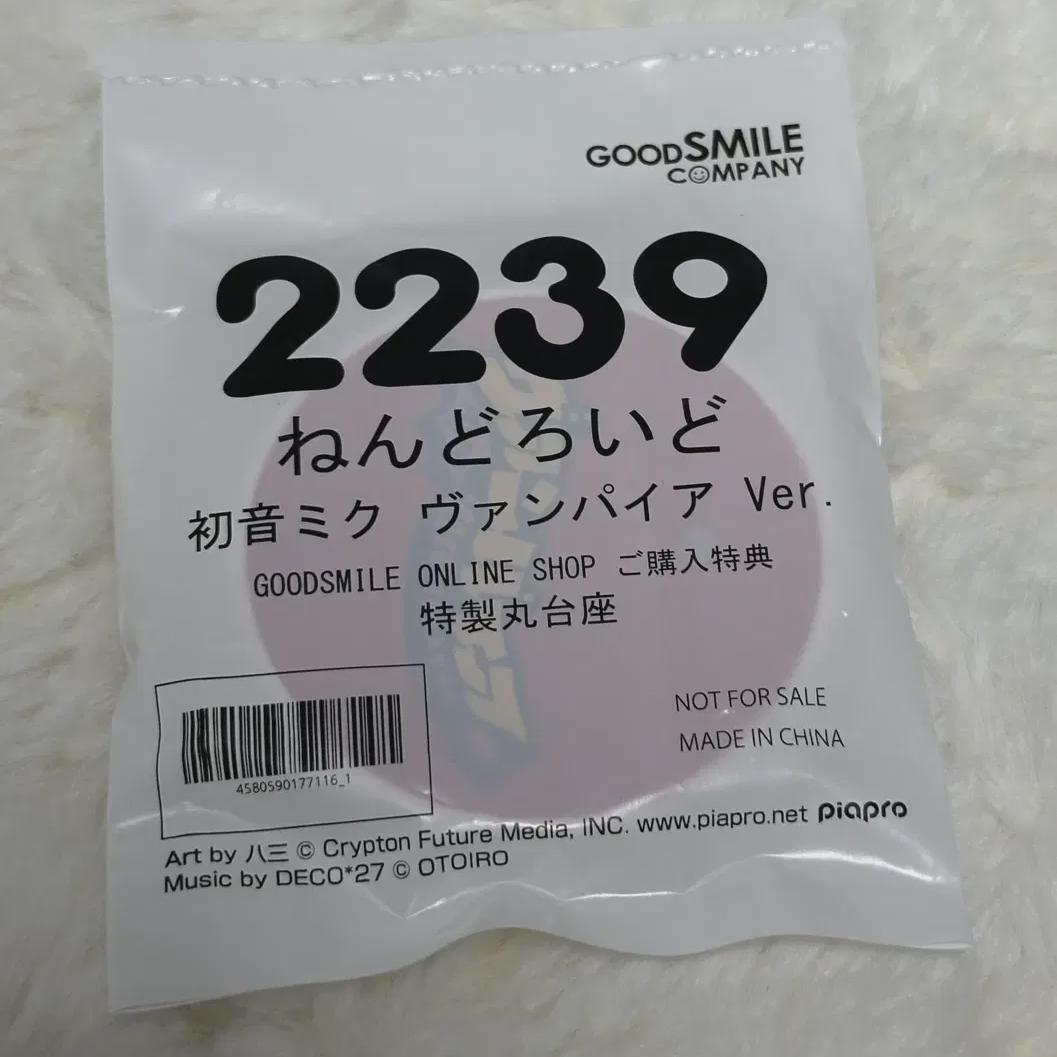 GOODSMILE
COMPANY
2239
ねんどろいど
初音ミク ヴァンパイア Ver.
GOODSMILE ONLINE SHOP ご購入特典
特製丸台座
NOT FOR SALE
MADE IN CHINA
4580590177116_1
Art by 八三 © Crypton Future Media, INC. www.piapro.net piapro
Music by DECO*27 © OTOIRO